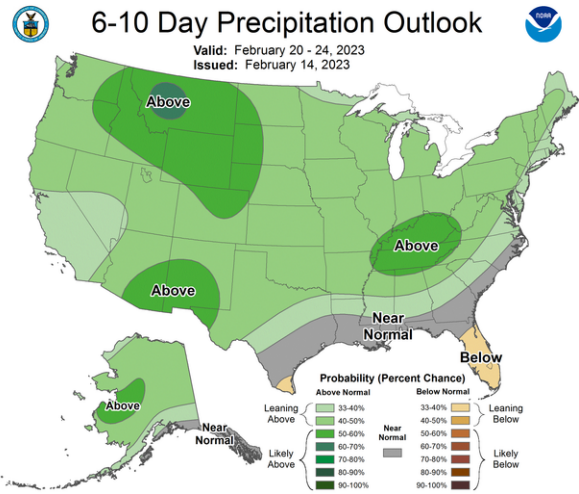 6-10 Day Precipitation Outlook
Valid: February 20 - 24, 2023
Issued: February 14, 2023
NOAA
Above
Above
Above
Near
Normal
Below
Above
Near
Normal
Probability (Percent Chance)
Above Normal
Below Normal
Leaning
Above
33-40%
40-50%
Likely
Above
50-60%
60-70%
70-80%
80-90%
90-100%
Near
Normal
33-40%
40-50%
Leaning
Below
50-60%
60-70%
70-80%
80-90%
90-100%
Likely
Below